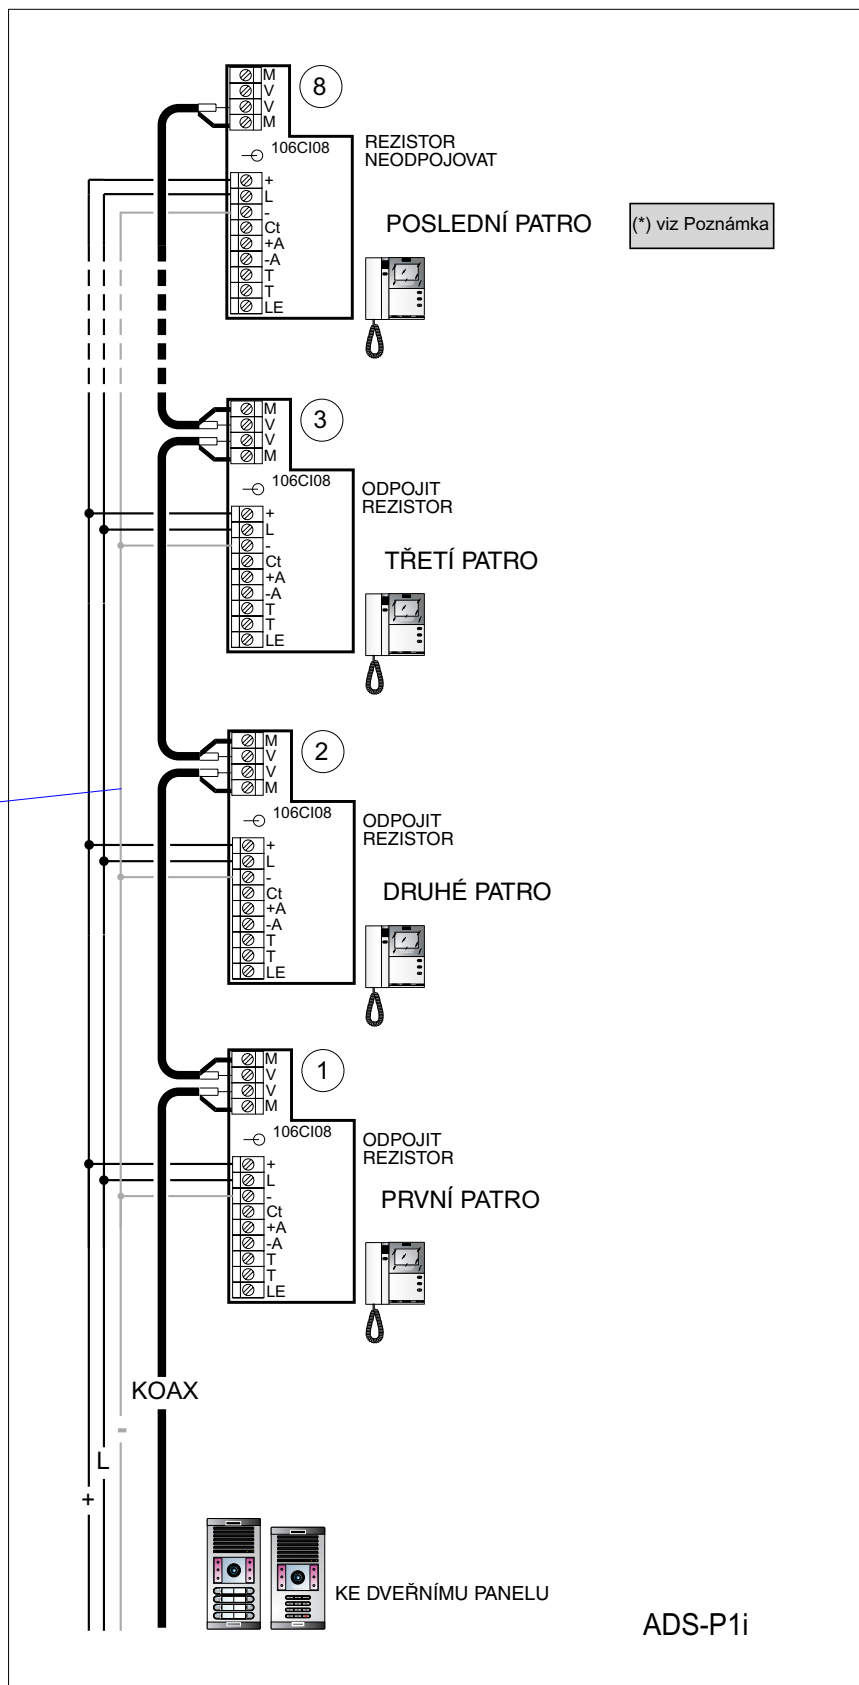 M
8
V
V
M
106CI08
REZISTOR
NEODPOJOVAT
+
L
-
Ct
+A
-A
T
T
LE
POSLEDNÍ PATRO
(*) viz Poznámka
M
3
V
V
M
106CI08
ODPOJIT
REZISTOR
+
L
-
Ct
+A
-A
T
T
LE
TŘETÍ PATRO
M
2
V
V
M
106CI08
ODPOJIT
REZISTOR
+
L
-
Ct
+A
-A
T
T
LE
DRUHÉ PATRO
M
1
V
V
M
106CI08
ODPOJIT
REZISTOR
+
L
-
Ct
+A
-A
T
T
LE
PRVNÍ PATRO
KOAX
-
L
+
KE DVEŘNÍMU PANELU
ADS-P1i